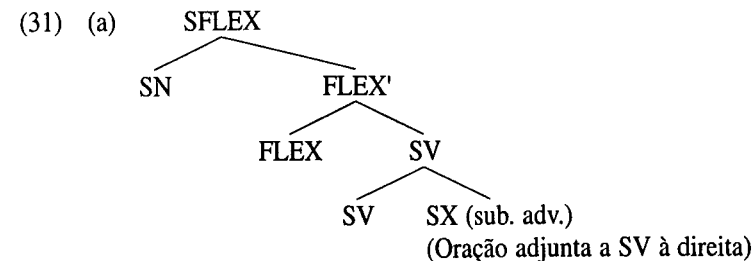 (31) (a) SFLEX
SN FLEX'
FLEX SV
SV SX (sub. adv.)
(Oração adjunta a SV à direita)